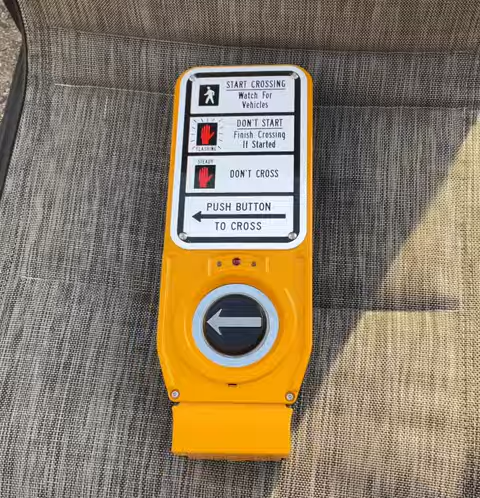 START CROSSING
Watch For
Vehicles
DON'T START
Finish Crossing
If Started
FLASHING
STEADY
DON'T CROSS
PUSH BUTTON
TO CROSS